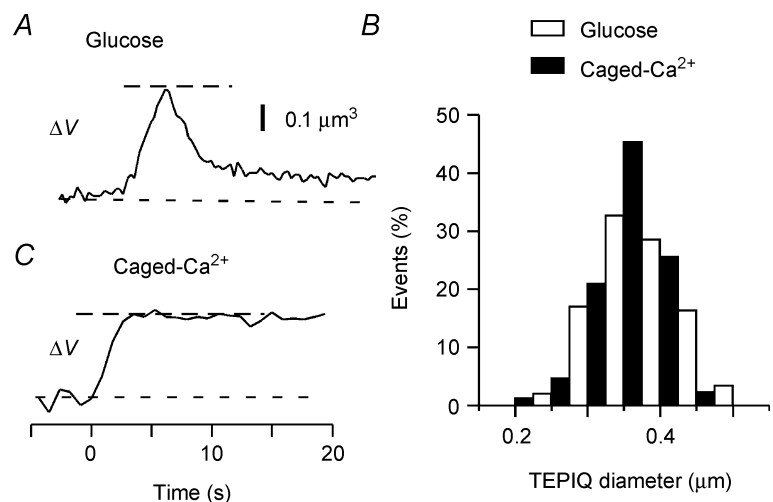 A
Glucose
ΔV
0.1 μm³
C
Caged-Ca²⁺
ΔV
0
10
20
Time (s)
B
Glucose
Caged-Ca²⁺
50
40
30
20
10
0
Events (%)
0.2
0.4
TEPIQ diameter (μm)